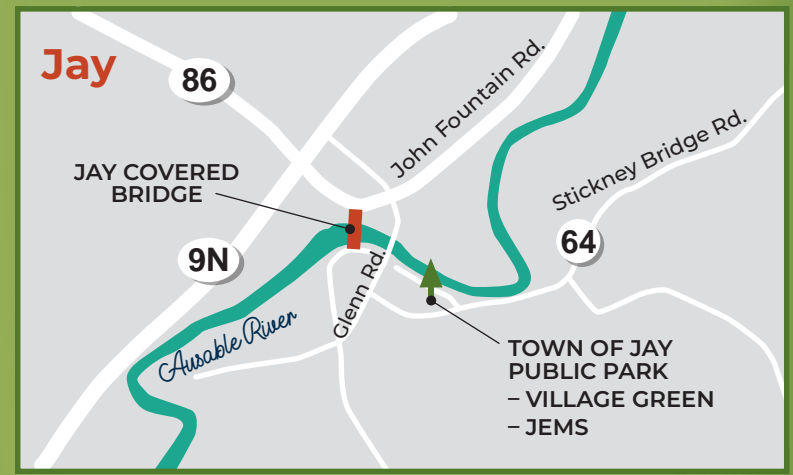 Jay
86
John Fountain Rd.
Stickney Bridge Rd.
JAY COVERED
BRIDGE
64
9N
Glenn Rd.
Ausable River
TOWN OF JAY
PUBLIC PARK
– VILLAGE GREEN
– JEMS